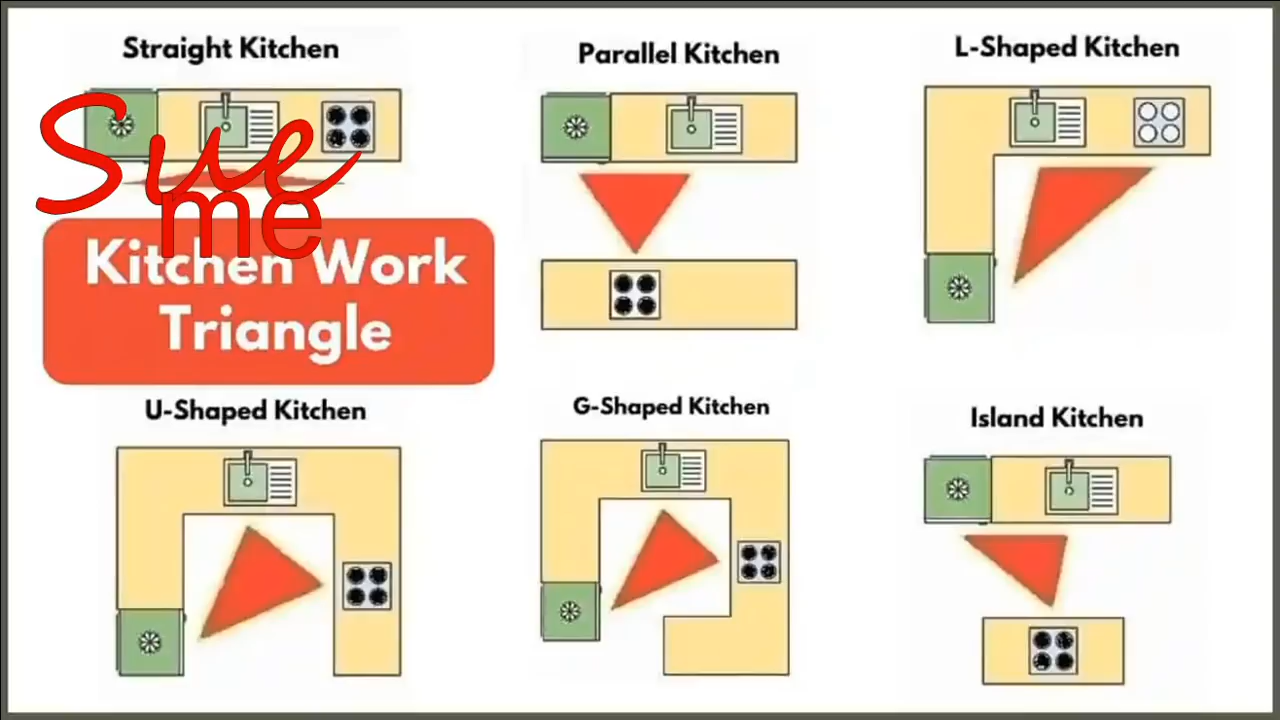 Straight Kitchen
Parallel Kitchen
L-Shaped Kitchen
Sue
me
Kitchen Work
Triangle
U-Shaped Kitchen
G-Shaped Kitchen
Island Kitchen